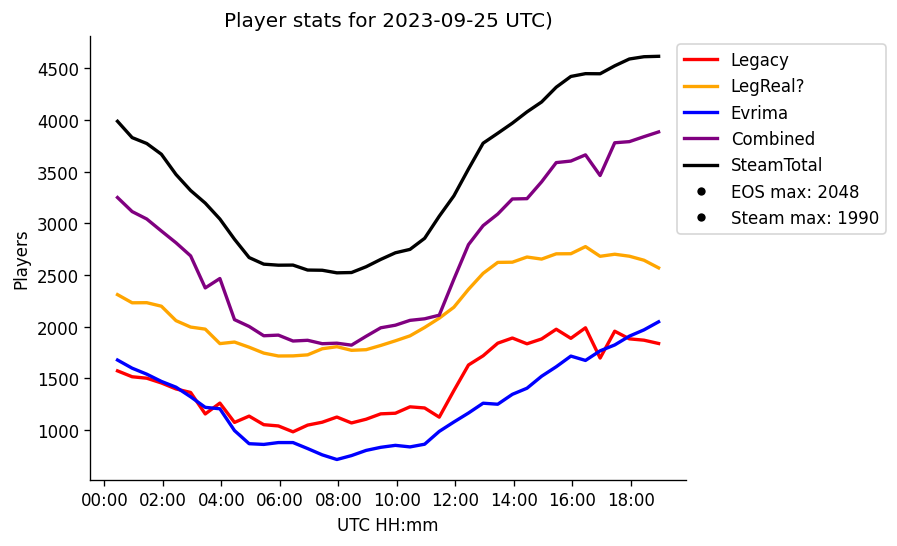 Player stats for 2023-09-25 UTC)
4500
4000
3500
3000
2500
2000
1500
1000
Players
00:00 02:00 04:00 06:00 08:00 10:00 12:00 14:00 16:00 18:00
UTC HH:mm
Legacy
LegReal?
Evrima
Combined
SteamTotal
EOS max: 2048
Steam max: 1990